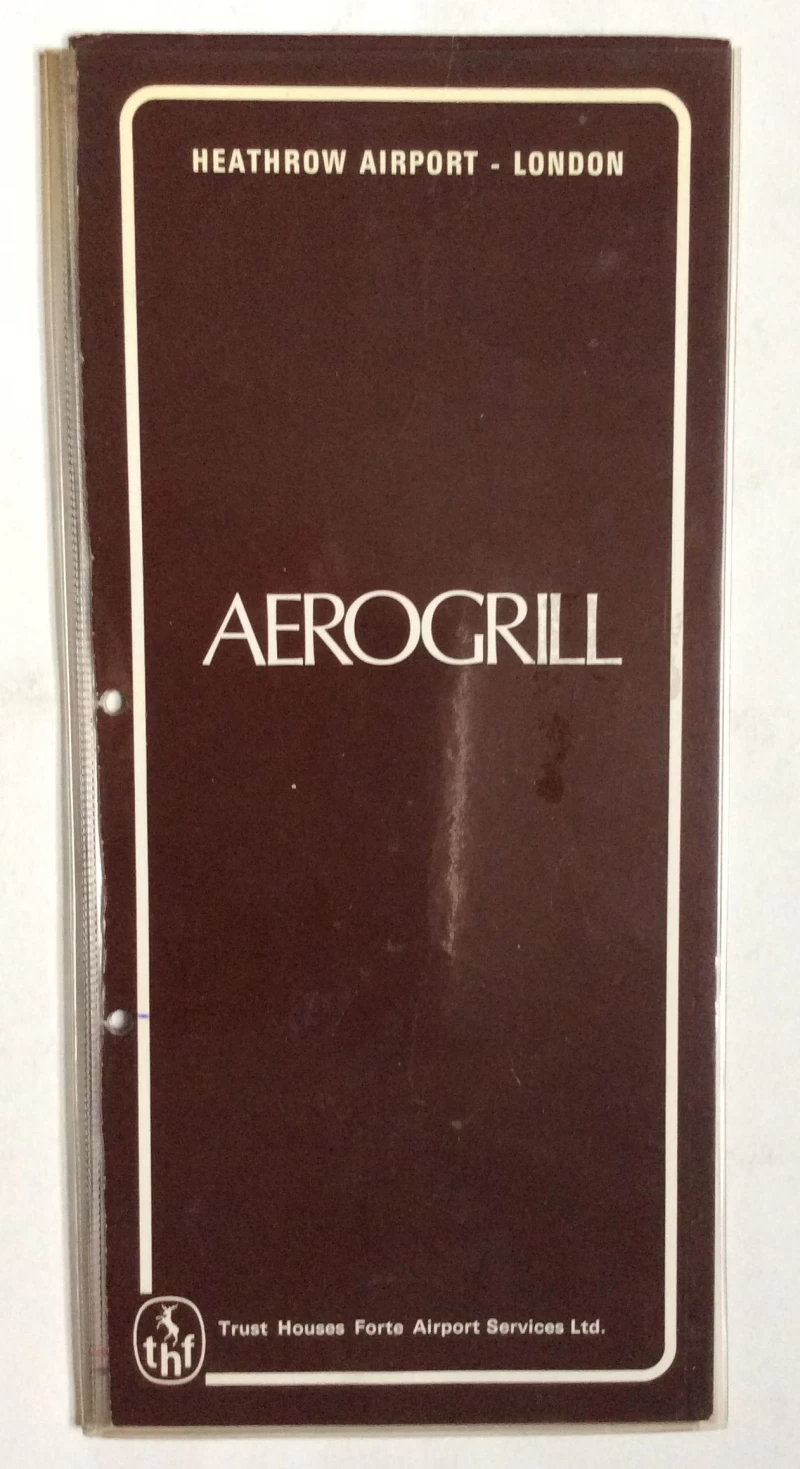 HEATHROW AIRPORT - LONDON
AEROGRILL
thf
Trust Houses Forte Airport Services Ltd.